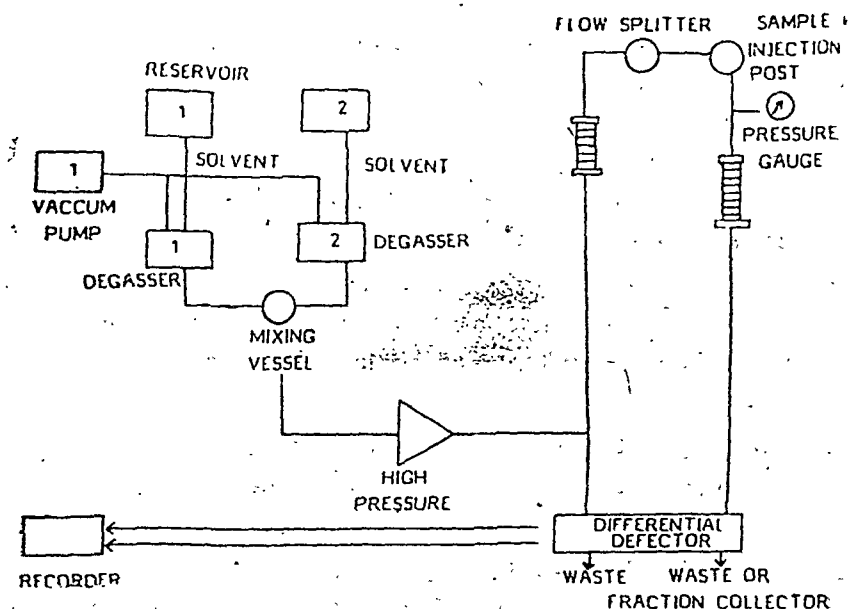 FLOW SPLITTER
SAMPLE
INJECTION
POST
RESERVOIR
1
2
PRESSURE
GAUGE
SOLVENT
SOLVENT
1
VACCUM
PUMP
1
2
DEGASSER
DEGASSER
MIXING
VESSEL
HIGH
PRESSURE
DIFFERENTIAL
DEFECTOR
RECORDER
WASTE
WASTE OR
FRACTION COLLECTOR